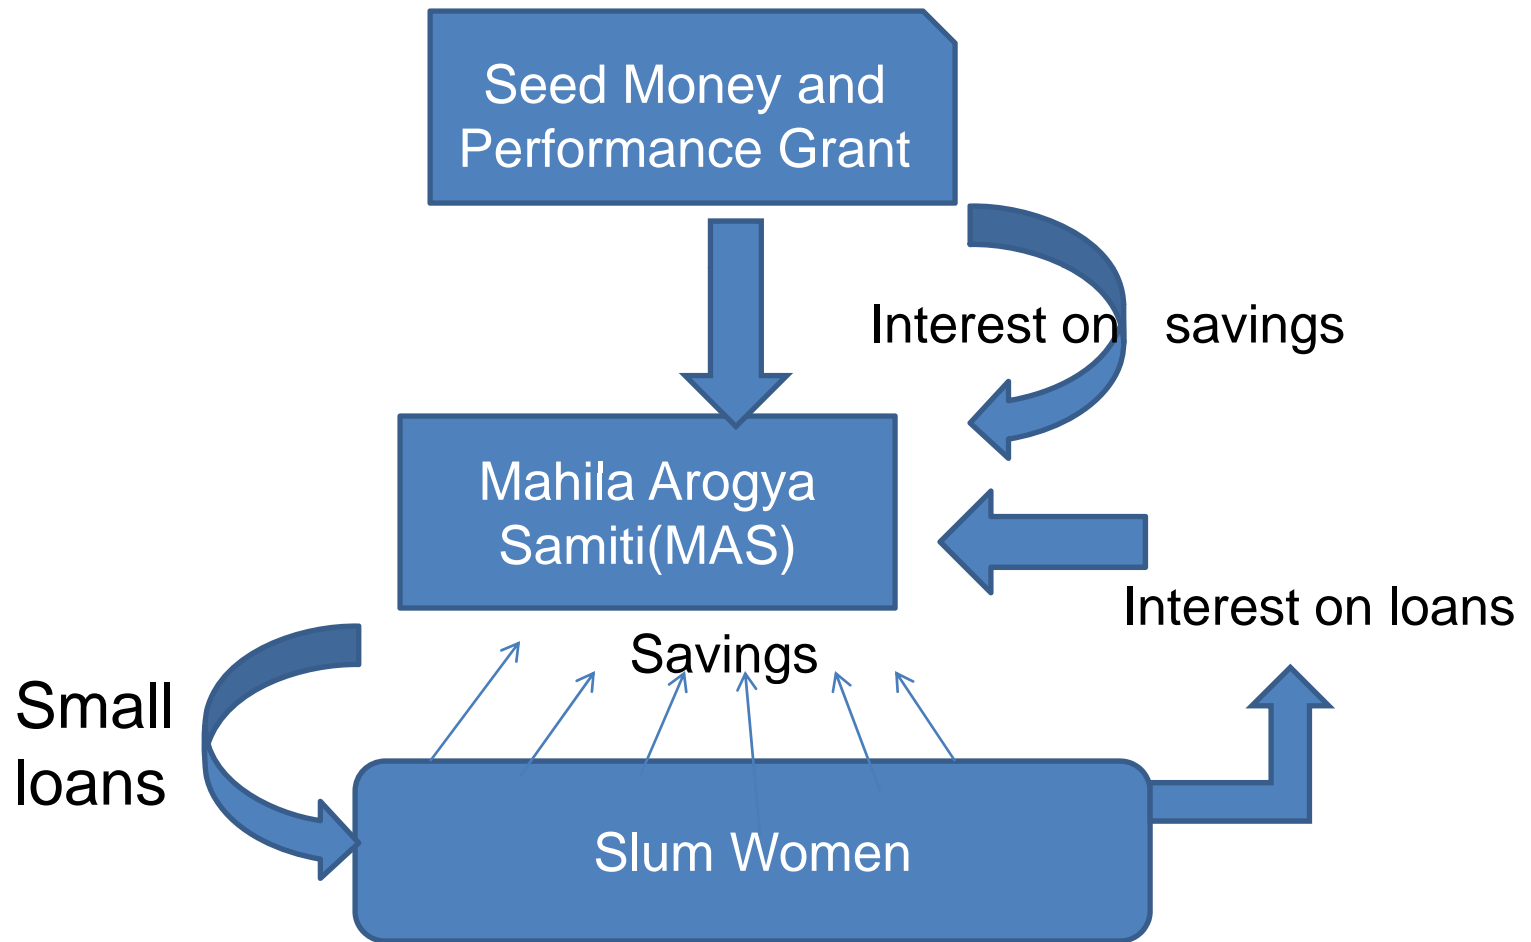 Seed Money and
Performance Grant
Interest on savings
Mahila Arogya
Samiti(MAS)
Interest on loans
Savings
Small
loans
Slum Women